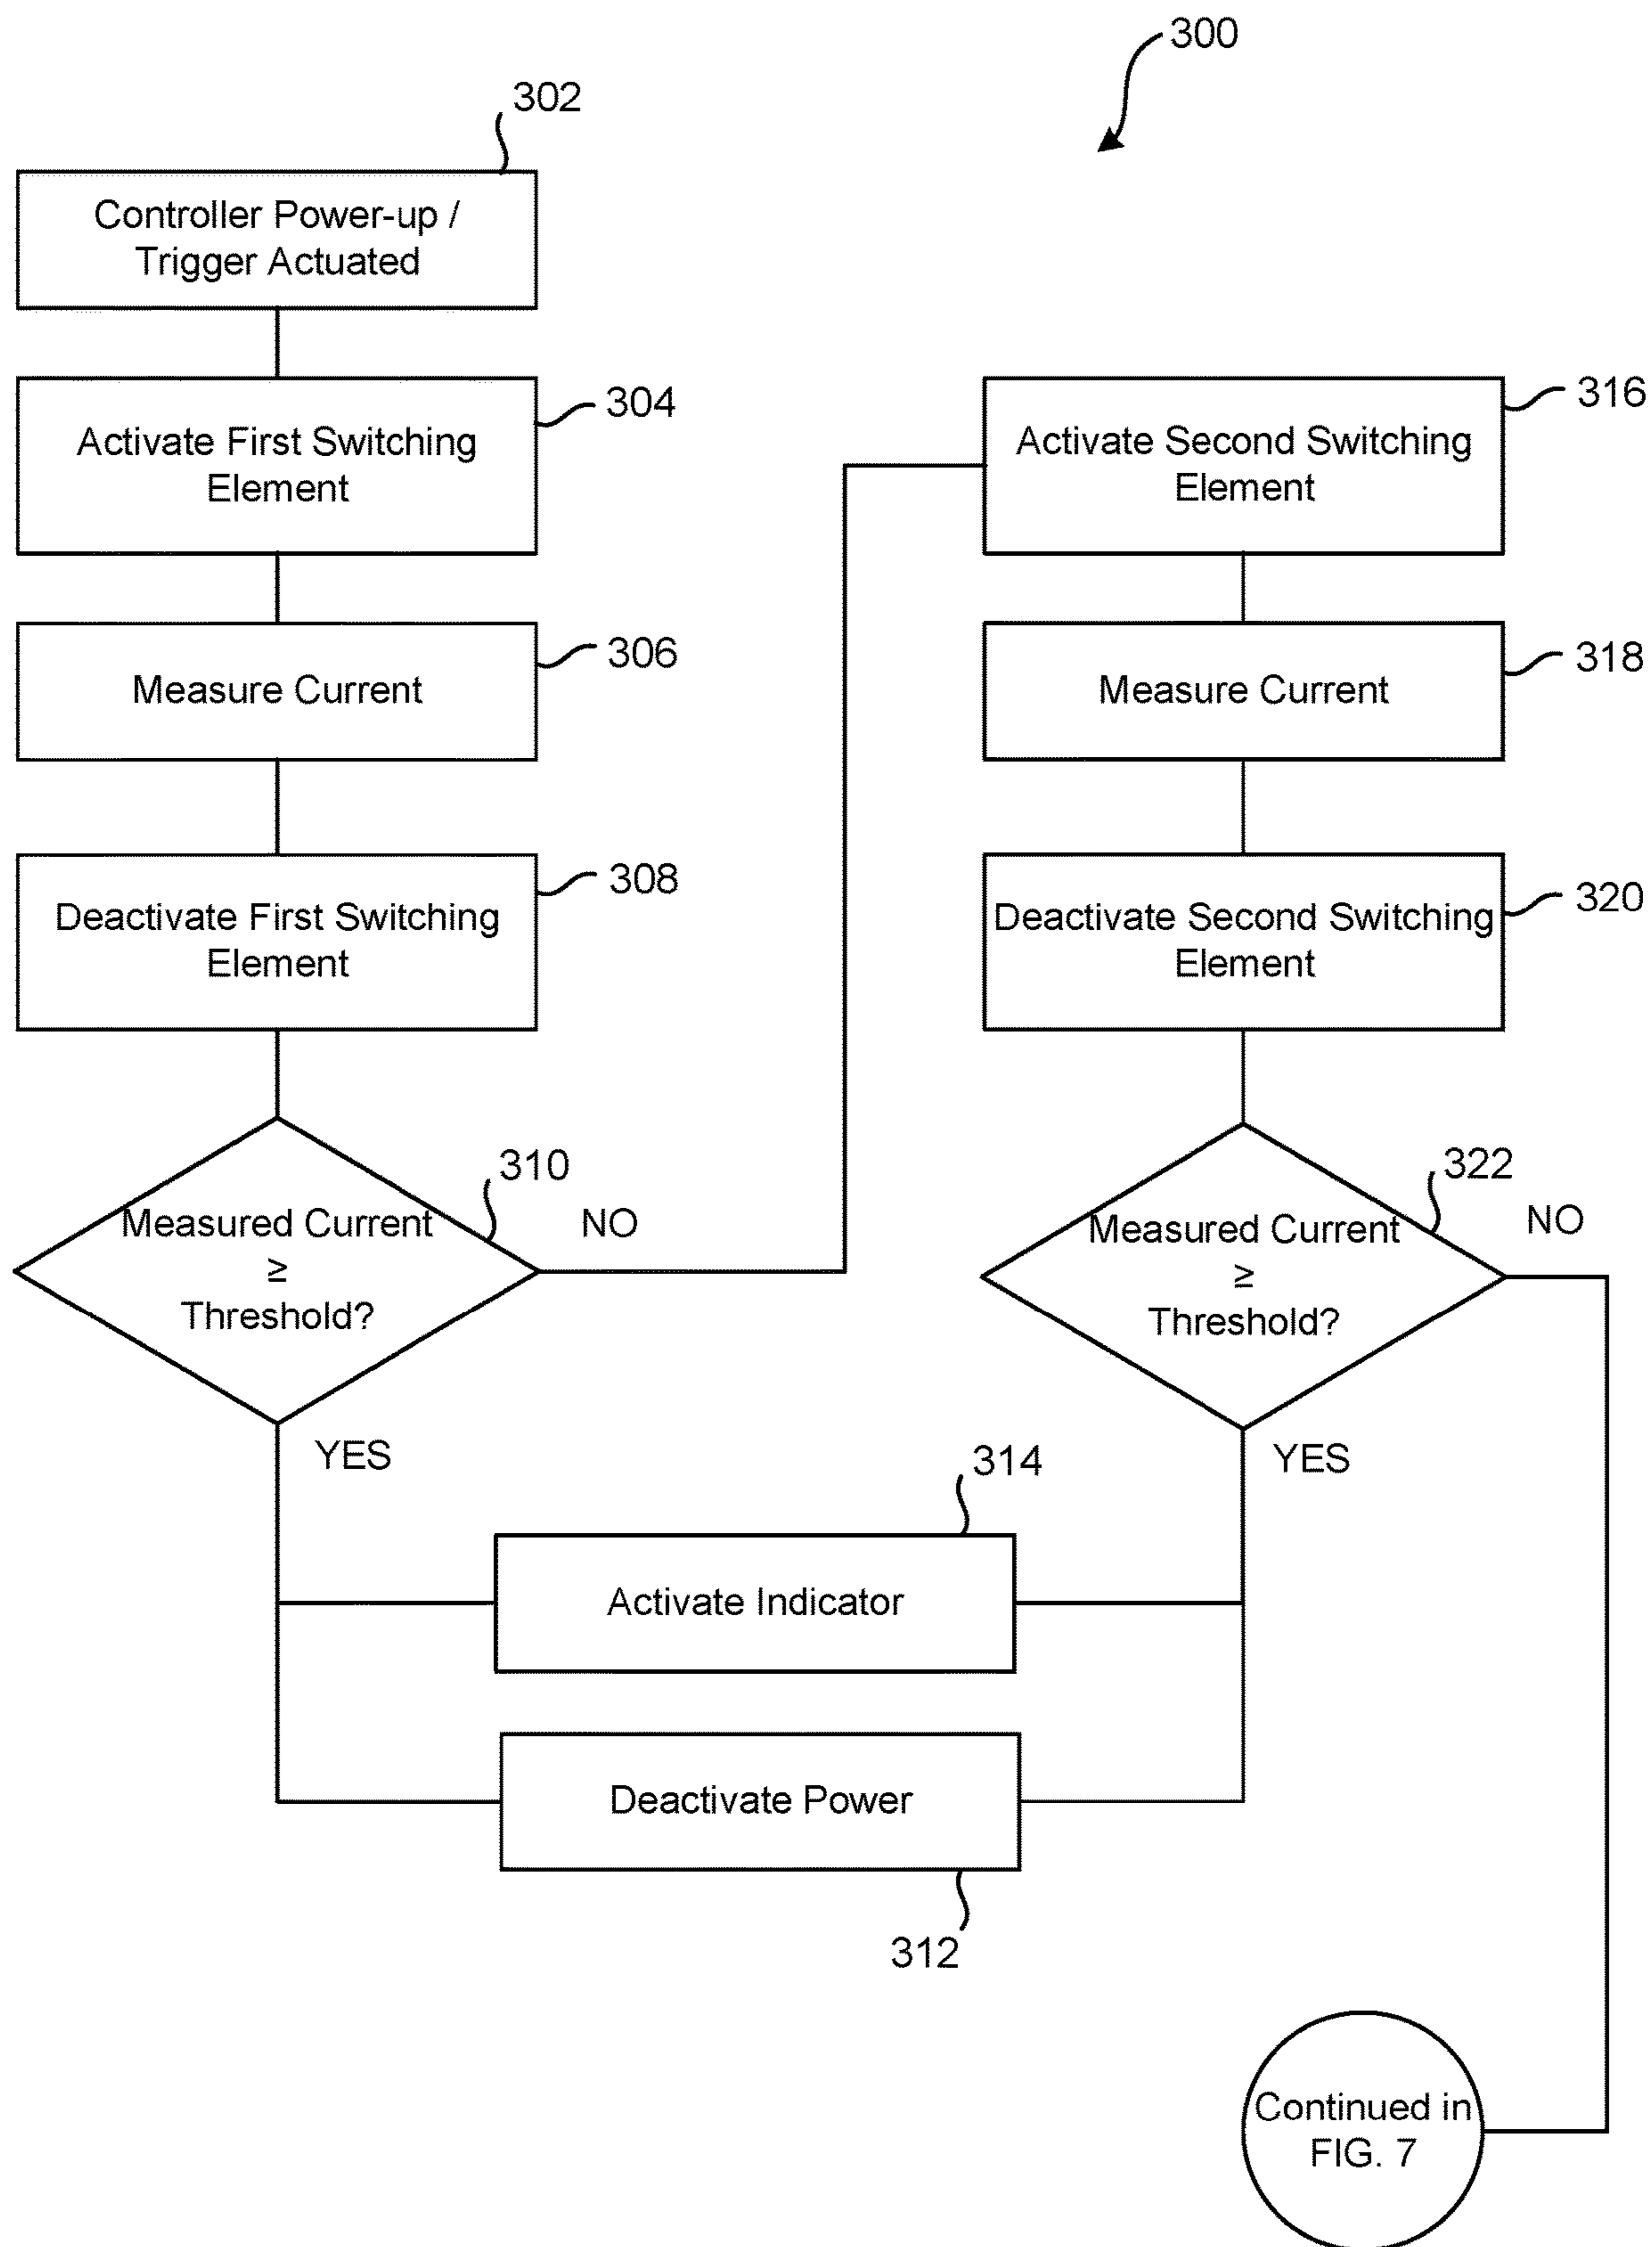 300
302
Controller Power-up /
Trigger Actuated
304
Activate First Switching
Element
306
Measure Current
308
Deactivate First Switching
Element
310
Measured Current
≥
Threshold?
NO
YES
316
Activate Second Switching
Element
318
Measure Current
320
Deactivate Second Switching
Element
322
Measured Current
≥
Threshold?
NO
YES
314
Activate Indicator
Deactivate Power
312
Continued in
FIG. 7